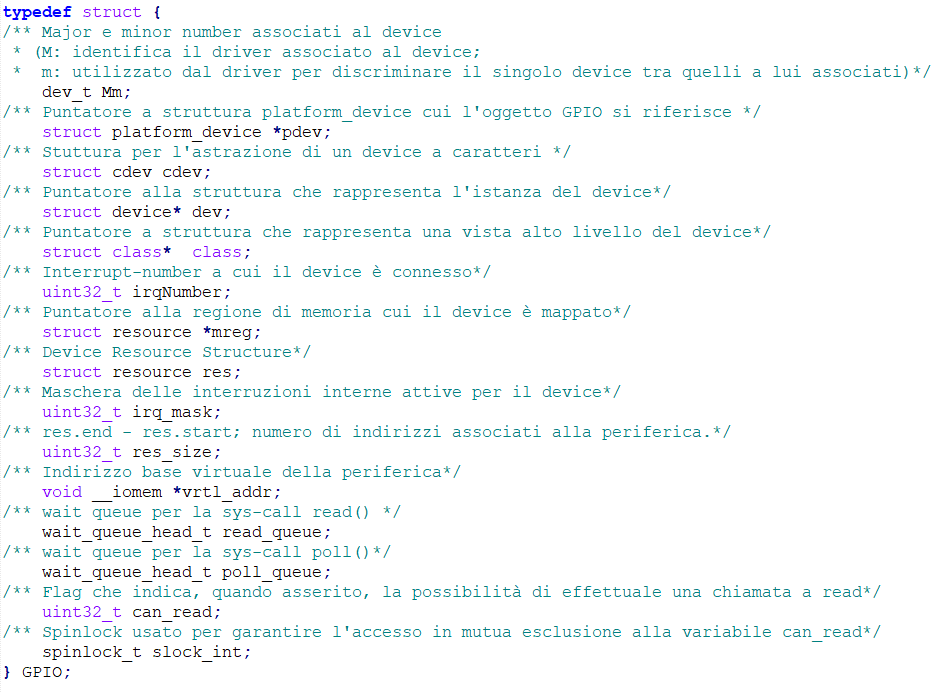 typedef struct {
/** Major e minor number associati al device
 * (M: identifica il driver associato al device;
 *  m: utilizzato dal driver per discriminare il singolo device tra quelli a lui associati)*/
    dev_t Mm;
/** Puntatore a struttura platform_device cui l'oggetto GPIO si riferisce */
    struct platform_device *pdev;
/** Stuttura per l'astrazione di un device a caratteri */
    struct cdev cdev;
/** Puntatore alla struttura che rappresenta l'istanza del device*/
    struct device* dev;
/** Puntatore a struttura che rappresenta una vista alto livello del device*/
    struct class*  class;
/** Interrupt-number a cui il device è connesso*/
    uint32_t irqNumber;
/** Puntatore alla regione di memoria cui il device è mappato*/
    struct resource *mreg;
/** Device Resource Structure*/
    struct resource res;
/** Maschera delle interruzioni interne attive per il device*/
    uint32_t irq_mask;
/** res.end - res.start; numero di indirizzi associati alla periferica.*/
    uint32_t res_size;
/** Indirizzo base virtuale della periferica*/
    void __iomem *vrtl_addr;
/** wait queue per la sys-call read() */
    wait_queue_head_t read_queue;
/** wait queue per la sys-call poll()*/
    wait_queue_head_t poll_queue;
/** Flag che indica, quando asserito, la possibilità di effettuale una chiamata a read*/
    uint32_t can_read;
/** Spinlock usato per garantire l'accesso in mutua esclusione alla variabile can_read*/
    spinlock_t slock_int;
} GPIO;